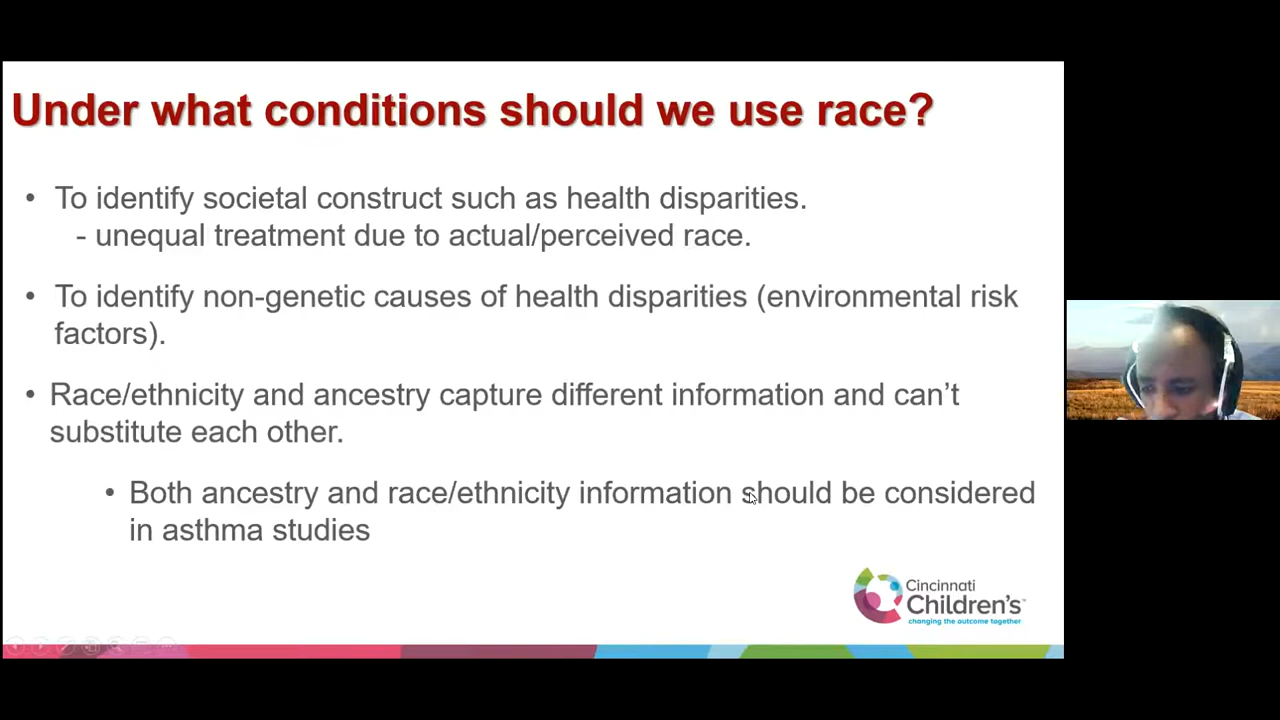 Under what conditions should we use race?
• To identify societal construct such as health disparities.
- unequal treatment due to actual/perceived race.
• To identify non-genetic causes of health disparities (environmental risk
factors).
• Race/ethnicity and ancestry capture different information and can’t
substitute each other.
• Both ancestry and race/ethnicity information should be considered
in asthma studies
Cincinnati
Children's™
changing the outcome together